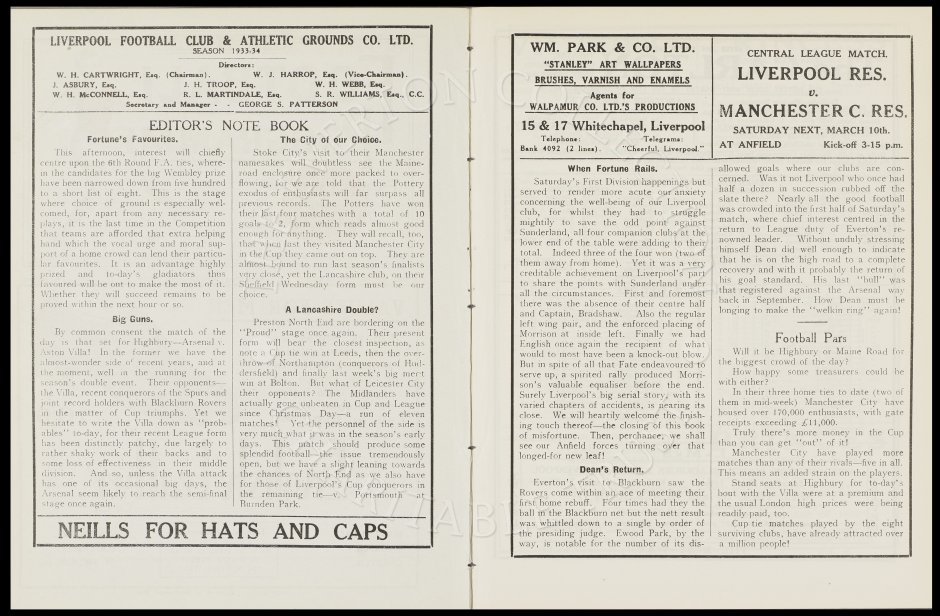 LIVERPOOL FOOTBALL CLUB & ATHLETIC GROUNDS CO. LTD.
SEASON 1933-34
Directors:
W. H. CARTWRIGHT, Esq. (Chairman). W. J. HARROP, Esq. (Vice-Chairman).
J. ASBURY, Esq. J. H. TROOP, Esq. W. H. WEBB, Esq.
W. H. McCONNELL, Esq. R. L. MARTINDALE, Esq. S. R. WILLIAMS, Esq., C.C.
Secretary and Manager - - GEORGE S. PATTERSON
EDITOR'S NOTE BOOK
Fortune's Favourites.
This afternoon, interest will chiefly
centre upon the 6th Round F.A. ties, where-
in the candidates for the big Wembley prize
have been narrowed down from five hundred
to a short list of eight. This is the stage
where choice of ground is especially wel-
comed, for, apart from any necessary re-
plays, it is the last time in the Competition
that teams are afforded that extra helping
hand which the vocal urge and moral sup-
port of a home crowd can lend their particu-
lar favourites. It is an advantage highly
prized and to-day's gladiators thus
favoured will be out to make the most of it.
Whether they will succeed remains to be
proved within the next hour or so.
Big Guns.
By common consent the match of the
day is that set for Highbury—Arsenal v.
Aston Villa! In the former we have the
almost-wonder side of recent years, and at
the moment, well in the running for the
season's double event. Their opponents—
the Villa, recent conquerors of the Spurs and
joint record holders with Blackburn Rovers
in the matter of Cup triumphs. Yet we
hesitate to write the Villa down as "prob-
ables" to-day, for their recent League form
has been distinctly patchy, due largely to
rather shaky work of their backs and to
some loss of effectiveness in their middle
division. And so, unless the Villa attack
has one of its occasional big days, the
Arsenal seem likely to reach the semi-final
stage once again.
The City of our Choice.
Stoke City's visit to their Manchester
namesakes will doubtless see the Maine-
road enclosure once more packed to over-
flowing, for we are told that the Pottery
exodus of enthusiasts will far surpass all
previous records. The Potters have won
their last four matches with a total of 10
goals to 2, form which reads almost good
enough for anything. They will recall, too,
that when last they visited Manchester City
in the Cup they came out on top. They are
almost bound to run last season's finalists
very close, yet the Lancashire club, on their
Sheffield Wednesday form must be our
choice.
A Lancashire Double?
Preston North End are bordering on the
"Proud" stage once again. Their present
form will bear the closest inspection, as
note a Cup tie win at Leeds, then the over-
throw of Northampton (conquerors of Hud-
dersfield) and finally last week's big merit
win at Bolton. But what of Leicester City
their opponents? The Midlanders have
actually gone unbeaten in Cup and League
since Christmas Day—a run of eleven
matches! Yet the personnel of the side is
very much what it was in the season's early
days. This match should produce some
splendid football—the issue tremendously
open, but we have a slight leaning towards
the chances of North End as we also have
for those of Liverpool's Cup conquerors in
the remaining tie—v. Portsmouth at
Burnden Park.
NEILLS FOR HATS AND CAPS
WM. PARK & CO. LTD.
"STANLEY" ART WALLPAPERS
BRUSHES, VARNISH AND ENAMELS
Agents for
WALPAMUR CO. LTD.'S PRODUCTIONS
15 & 17 Whitechapel, Liverpool
Telephone: Telegrams:
Bank 4092 (2 lines). "Cheerful, Liverpool."
CENTRAL LEAGUE MATCH.
LIVERPOOL RES.
v.
MANCHESTER C. RES.
SATURDAY NEXT, MARCH 10th.
AT ANFIELD Kick-off 3-15 p.m.
When Fortune Rails.
Saturday's First Division happenings but
served to render more acute our anxiety
concerning the well-being of our Liverpool
club, for whilst they had to struggle
mightily to save the odd point against
Sunderland, all four companion clubs at the
lower end of the table were adding to their
total. Indeed three of the four won (two of
them away from home). Yet it was a very
creditable achievement on Liverpool's part
to share the points with Sunderland under
all the circumstances. First and foremost
there was the absence of their centre half
and Captain, Bradshaw. Also the regular
left wing pair, and the enforced placing of
Morrison at inside left. Finally we had
English once again the recipient of what
would to most have been a knock-out blow.
But in spite of all that Fate endeavoured to
serve up, a spirited rally produced Morri-
son's valuable equaliser before the end.
Surely Liverpool's big serial story, with its
varied chapters of accidents, is nearing its
close. We will heartily welcome the finish-
ing touch thereof—the closing of this book
of misfortune. Then, perchance, we shall
see our Anfield forces turning over that
longed-for new leaf!
Dean's Return.
Everton's visit to Blackburn saw the
Rovers come within an ace of meeting their
first home rebuff. Four times had they the
ball in the Blackburn net but the nett result
was whittled down to a single by order of
the presiding judge. Ewood Park, by the
way, is notable for the number of its dis-
allowed goals where our clubs are con-
cerned. Was it not Liverpool who once had
half a dozen in succession rubbed off the
slate there? Nearly all the good football
was crowded into the first half of Saturday's
match, where chief interest centred in the
return to League duty of Everton's re-
nowned leader. Without unduly stressing
himself Dean did well enough to indicate
that he is on the high road to a complete
recovery and with it probably the return of
his goal standard. His last "bull" was
that registered against the Arsenal way
back in September. How Dean must be
longing to make the "welkin ring" again!
Football Pars
Will it be Highbury or Maine Road for
the biggest crowd of the day?
How happy some treasurers could be
with either?
In their three home ties to date (two of
them in mid-week) Manchester City have
housed over 170,000 enthusiasts, with gate
receipts exceeding £11,000.
Truly there's more money in the Cup
than you can get "out" of it!
Manchester City have played more
matches than any of their rivals—five in all.
This means an added strain on the players.
Stand seats at Highbury for to-day's
bout with the Villa were at a premium and
the usual London high prices were being
readily paid, too.
Cup tie matches played by the eight
surviving clubs, have already attracted over
a million people!